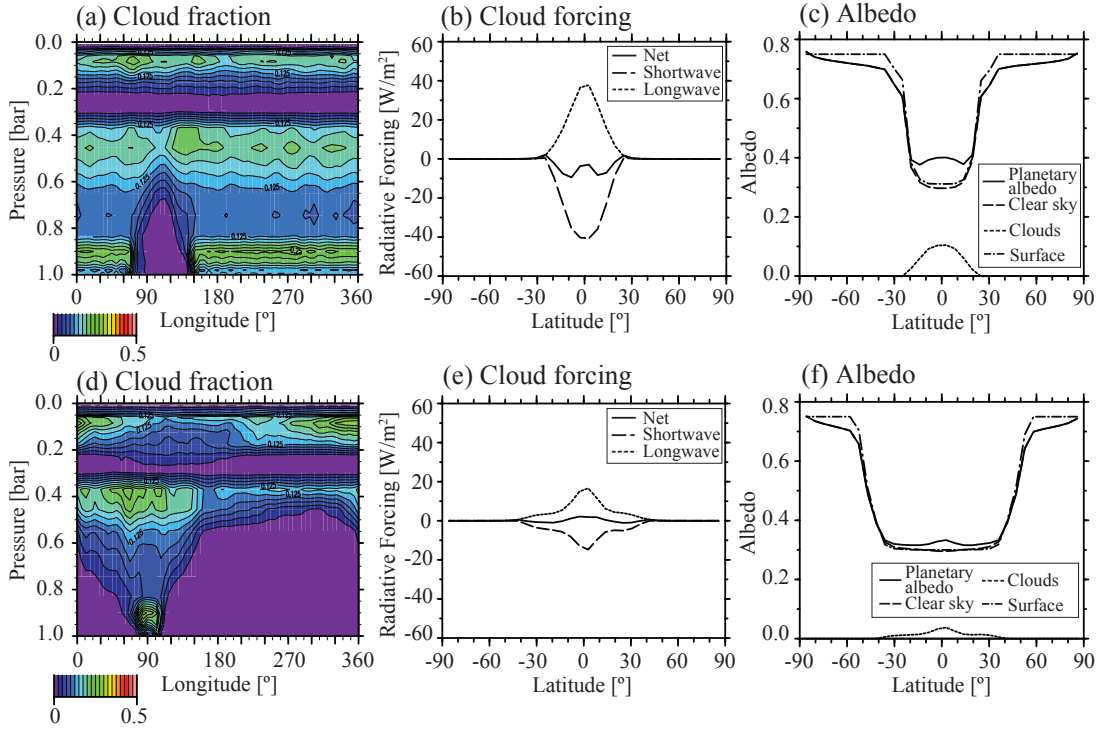 (a) Cloud fraction
(b) Cloud forcing
(c) Albedo
Pressure [bar]
0.0
0.2
0.4
0.6
0.8
1.0
0.125
0.125
0.125
0.125
0.125
0.25
0 90 180 270 360
Longitude [º]
0 0.5
Radiative Forcing [W/m²]
60
40
20
0
-20
-40
-60
Net
Shortwave
Longwave
-90 -60 -30 0 30 60 90
Latitude [º]
Albedo
0.8
0.6
0.4
0.2
0.0
Planetary
albedo
Clear sky
Clouds
Surface
-90 -60 -30 0 30 60 90
Latitude [º]
(d) Cloud fraction
(e) Cloud forcing
(f) Albedo
Pressure [bar]
0.0
0.2
0.4
0.6
0.8
1.0
0.125
0.125
0.125
0.125
0.125
0 90 180 270 360
Longitude [º]
0 0.5
Radiative Forcing [W/m²]
60
40
20
0
-20
-40
-60
Net
Shortwave
Longwave
-90 -60 -30 0 30 60 90
Latitude [º]
Albedo
0.8
0.6
0.4
0.2
0.0
Planetary
albedo
Clear sky
Clouds
Surface
-90 -60 -30 0 30 60 90
Latitude [º]